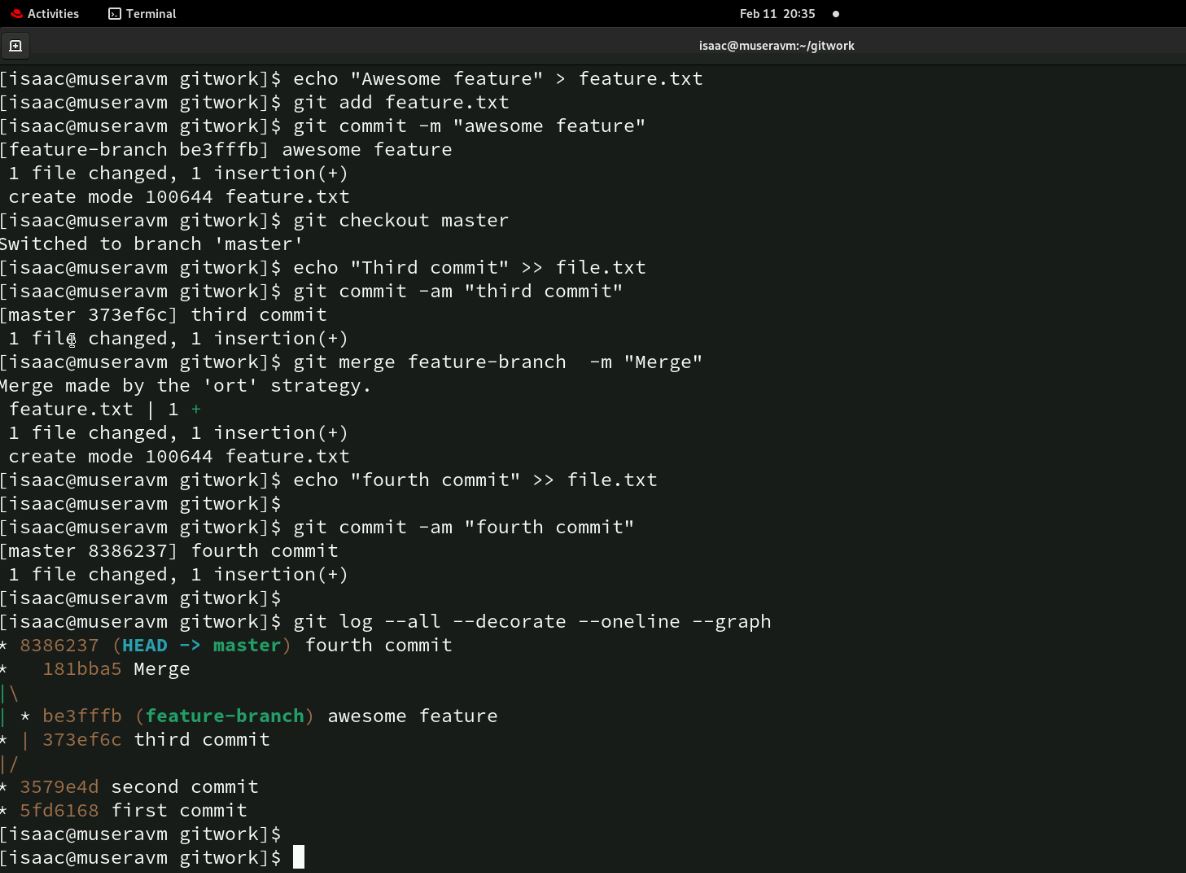 Activities Terminal Feb 11 20:35
isaac@museravm:~/gitwork
[isaac@museravm gitwork]$ echo "Awesome feature" > feature.txt
[isaac@museravm gitwork]$ git add feature.txt
[isaac@museravm gitwork]$ git commit -m "awesome feature"
[feature-branch be3fffb] awesome feature
 1 file changed, 1 insertion(+)
 create mode 100644 feature.txt
[isaac@museravm gitwork]$ git checkout master
Switched to branch 'master'
[isaac@museravm gitwork]$ echo "Third commit" >> file.txt
[isaac@museravm gitwork]$ git commit -am "third commit"
[master 373ef6c] third commit
 1 file changed, 1 insertion(+)
[isaac@museravm gitwork]$ git merge feature-branch  -m "Merge"
Merge made by the 'ort' strategy.
 feature.txt | 1 +
 1 file changed, 1 insertion(+)
 create mode 100644 feature.txt
[isaac@museravm gitwork]$ echo "fourth commit" >> file.txt
[isaac@museravm gitwork]$
[isaac@museravm gitwork]$ git commit -am "fourth commit"
[master 8386237] fourth commit
 1 file changed, 1 insertion(+)
[isaac@museravm gitwork]$
[isaac@museravm gitwork]$ git log --all --decorate --oneline --graph
* 8386237 (HEAD -> master) fourth commit
*   181bba5 Merge
|\
| * be3fffb (feature-branch) awesome feature
* | 373ef6c third commit
|/
* 3579e4d second commit
* 5fd6168 first commit
[isaac@museravm gitwork]$
[isaac@museravm gitwork]$